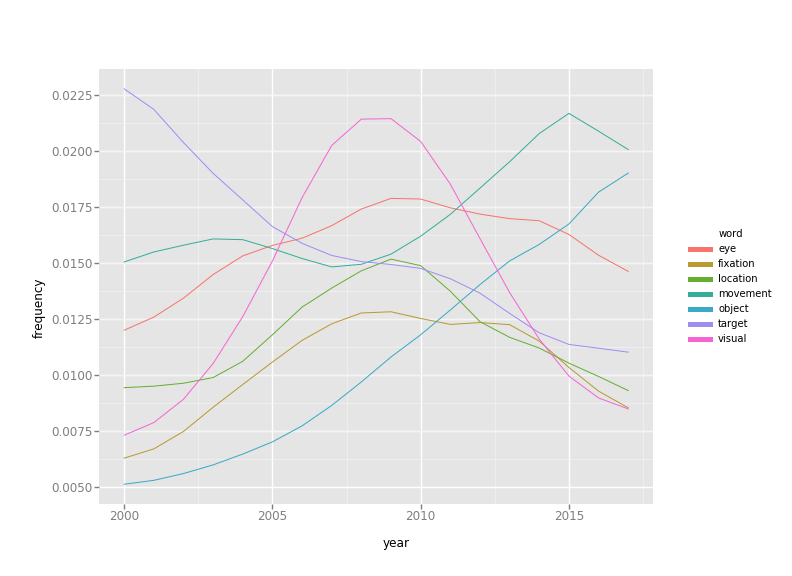 0.0225
0.0200
0.0175
0.0150
0.0125
0.0100
0.0075
0.0050
frequency
2000 2005 2010 2015
year
word
eye
fixation
location
movement
object
target
visual